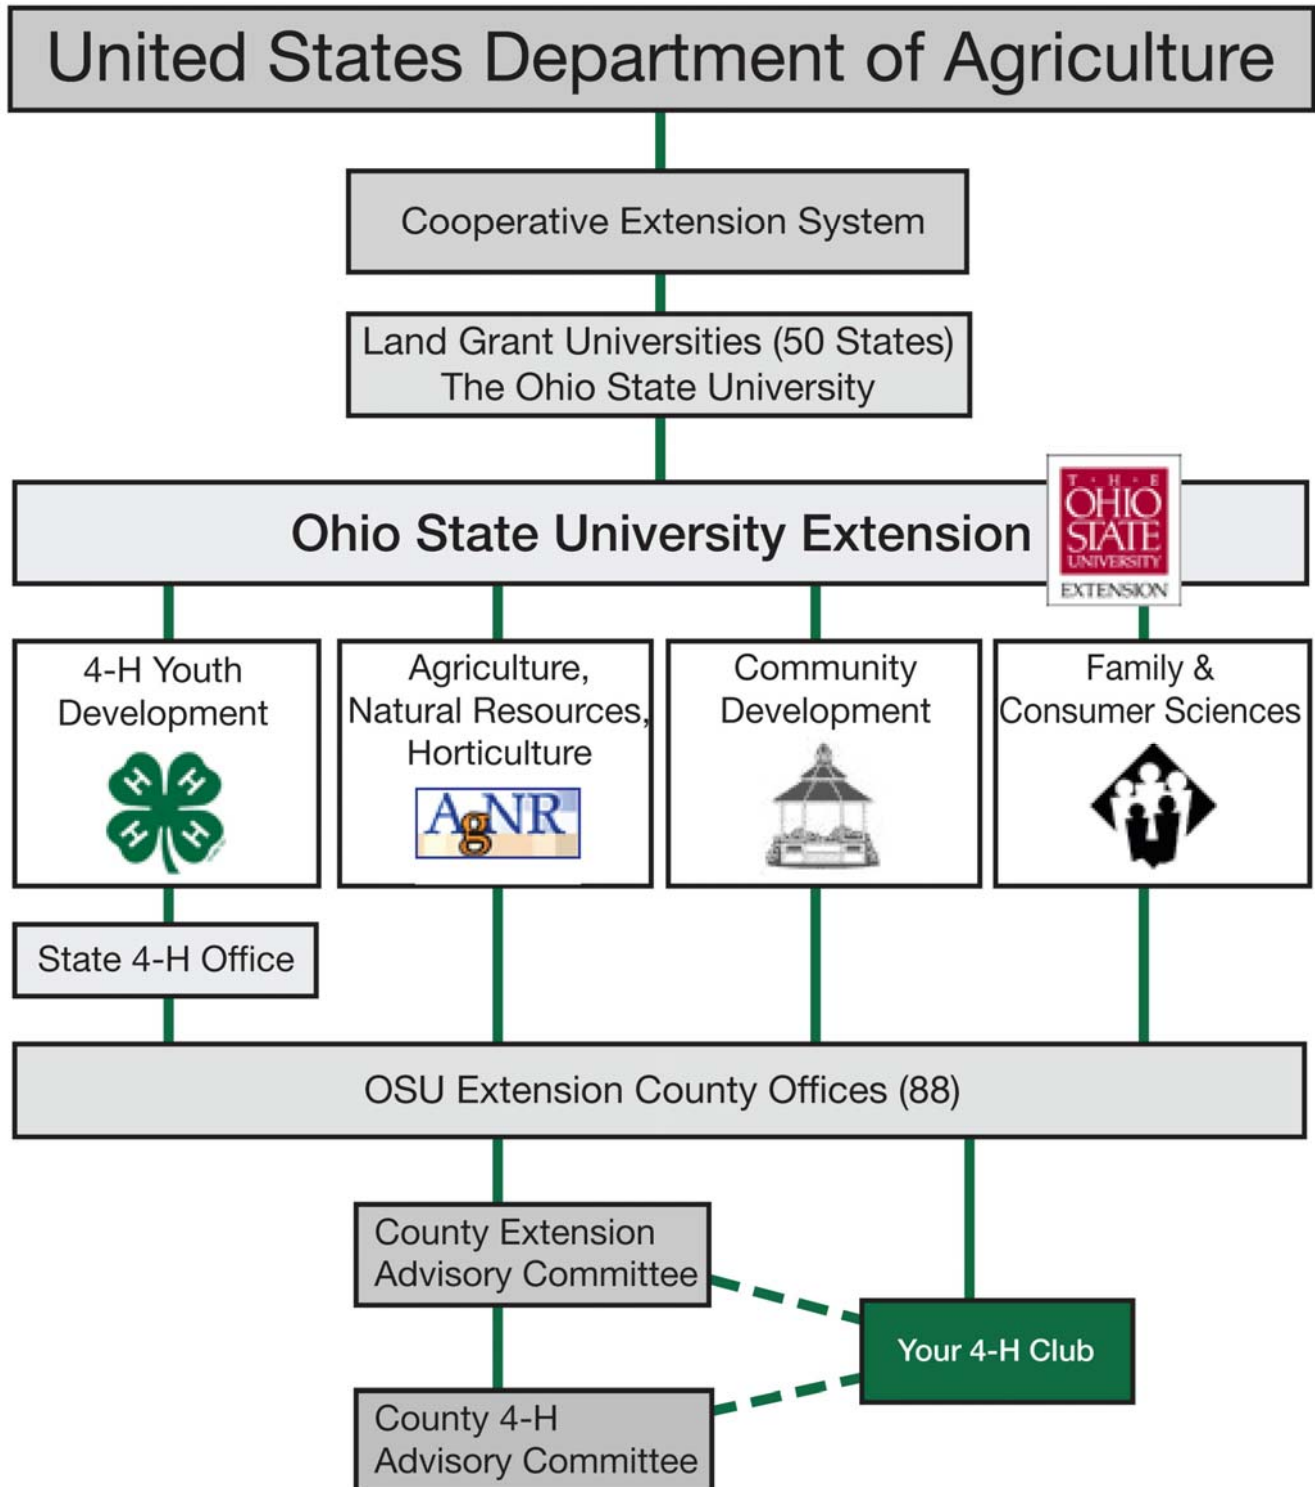 United States Department of Agriculture
Cooperative Extension System
Land Grant Universities (50 States)
The Ohio State University
Ohio State University Extension
T · H · E
OHIO
STATE
UNIVERSITY
EXTENSION
4-H Youth
Development
H H
H H
Agriculture,
Natural Resources,
Horticulture
AgNR
Community
Development
Family &
Consumer Sciences
State 4-H Office
OSU Extension County Offices (88)
County Extension
Advisory Committee
Your 4-H Club
County 4-H
Advisory Committee